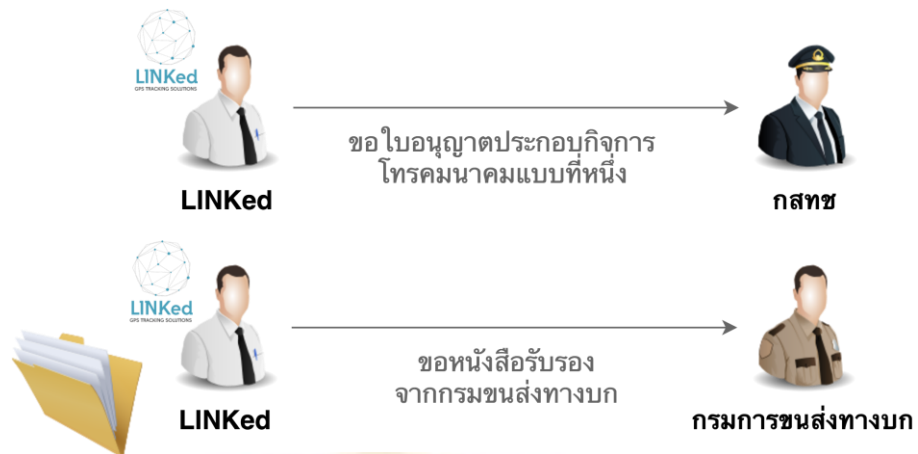 LINKed
GPS TRACKING SOLUTIONS
ขอใบอนุญาตประกอบกิจการ
โทรคมนาคมแบบที่หนึ่ง
LINKed
กสทช
LINKed
GPS TRACKING SOLUTIONS
ขอหนังสือรับรอง
จากกรมขนส่งทางบก
LINKed
กรมการขนส่งทางบก